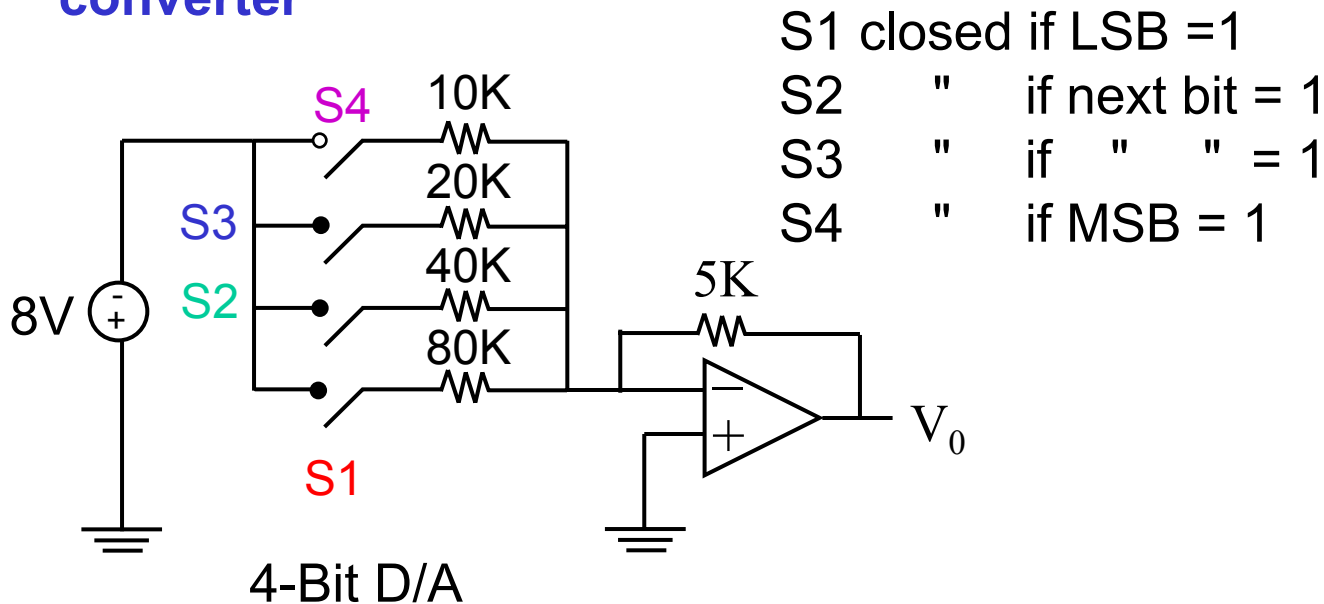 converter
S1 closed if LSB =1
S2 " if next bit = 1
S3 " if " " = 1
S4 " if MSB = 1
S4
10K
S3
20K
S2
40K
8V
-
+
80K
S1
5K
−
+
V₀
4-Bit D/A